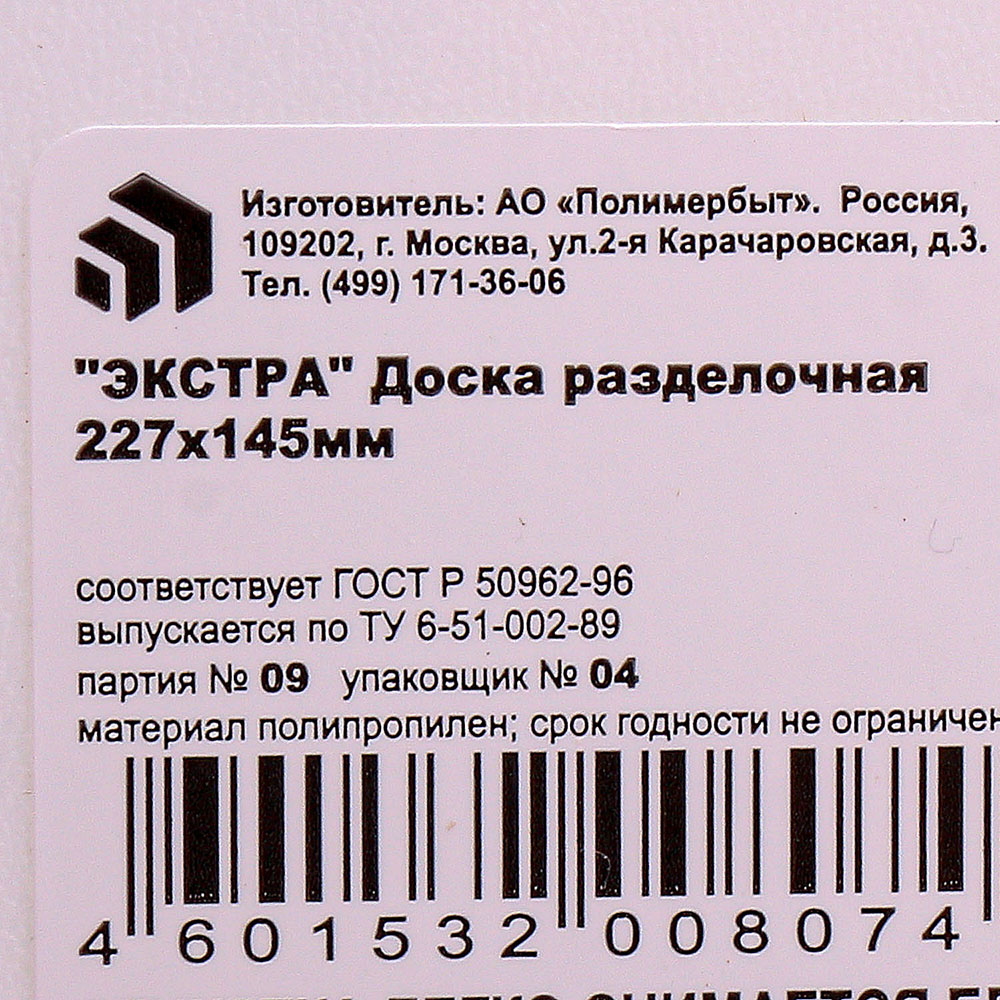 Изготовитель: АО «Полимербыт». Россия,
109202, г. Москва, ул.2-я Карачаровская, д.3.
Тел. (499) 171-36-06
"ЭКСТРА" Доска разделочная
227х145мм
соответствует ГОСТ Р 50962-96
выпускается по ТУ 6-51-002-89
партия № 09 упаковщик № 04
материал полипропилен; срок годности не ограничен
4 601532 008074
ЛЕГКО СНИМАЕТСЯ